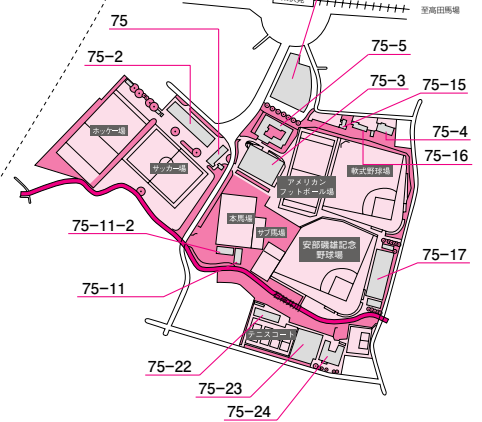 至高田馬場
75
75-5
75-2
75-3
75-15
75-4
ホッケー場
サッカー場
75-16
軟式野球場
アメリカン
フットボール場
本馬場
サブ馬場
75-11-2
安部磯雄記念
野球場
75-17
75-11
テニスコート
75-22
75-23
75-24